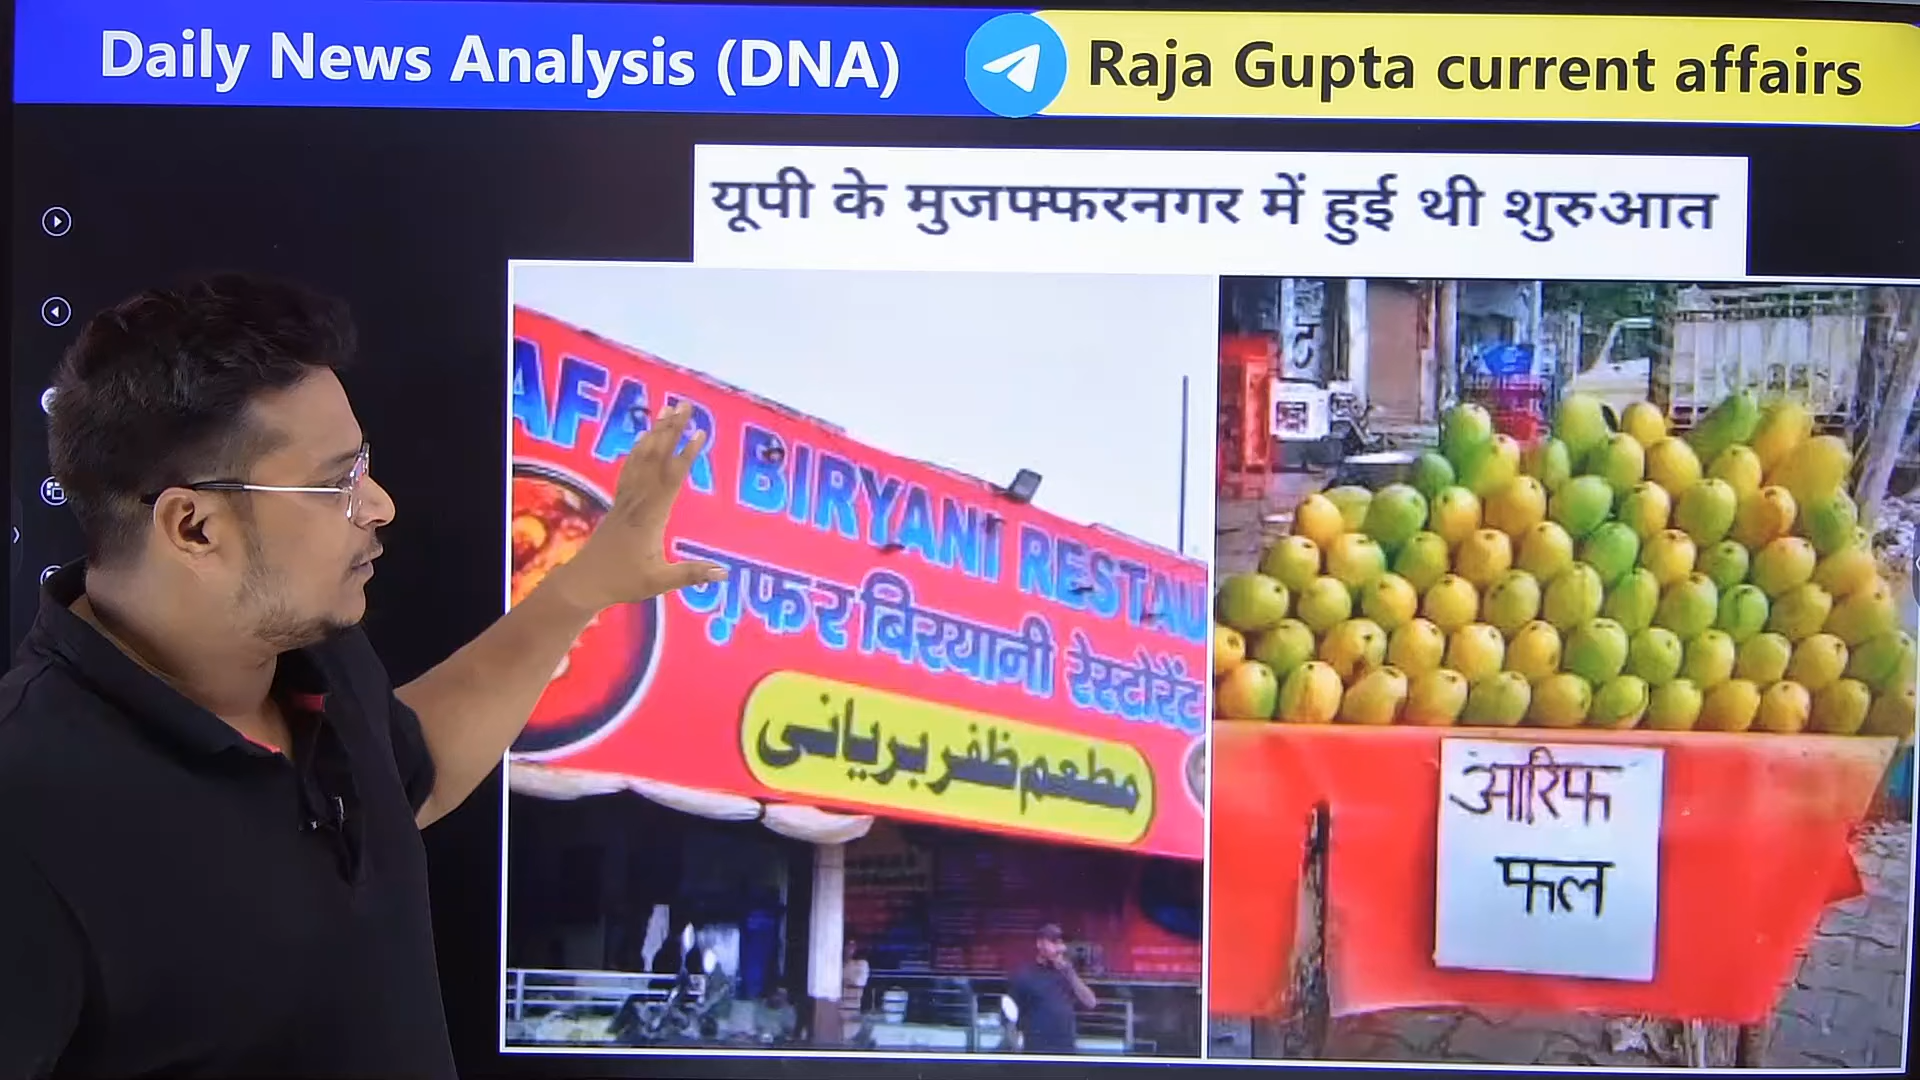 Daily News Analysis (DNA)
Raja Gupta current affairs
यूपी के मुजफ्फरनगर में हुई थी शुरुआत
AFAR BIRYANI RESTAU
ज़फर बिरयानी रेस्टोरेंट
مطعم ظفر بریانی
आरिफ
फल